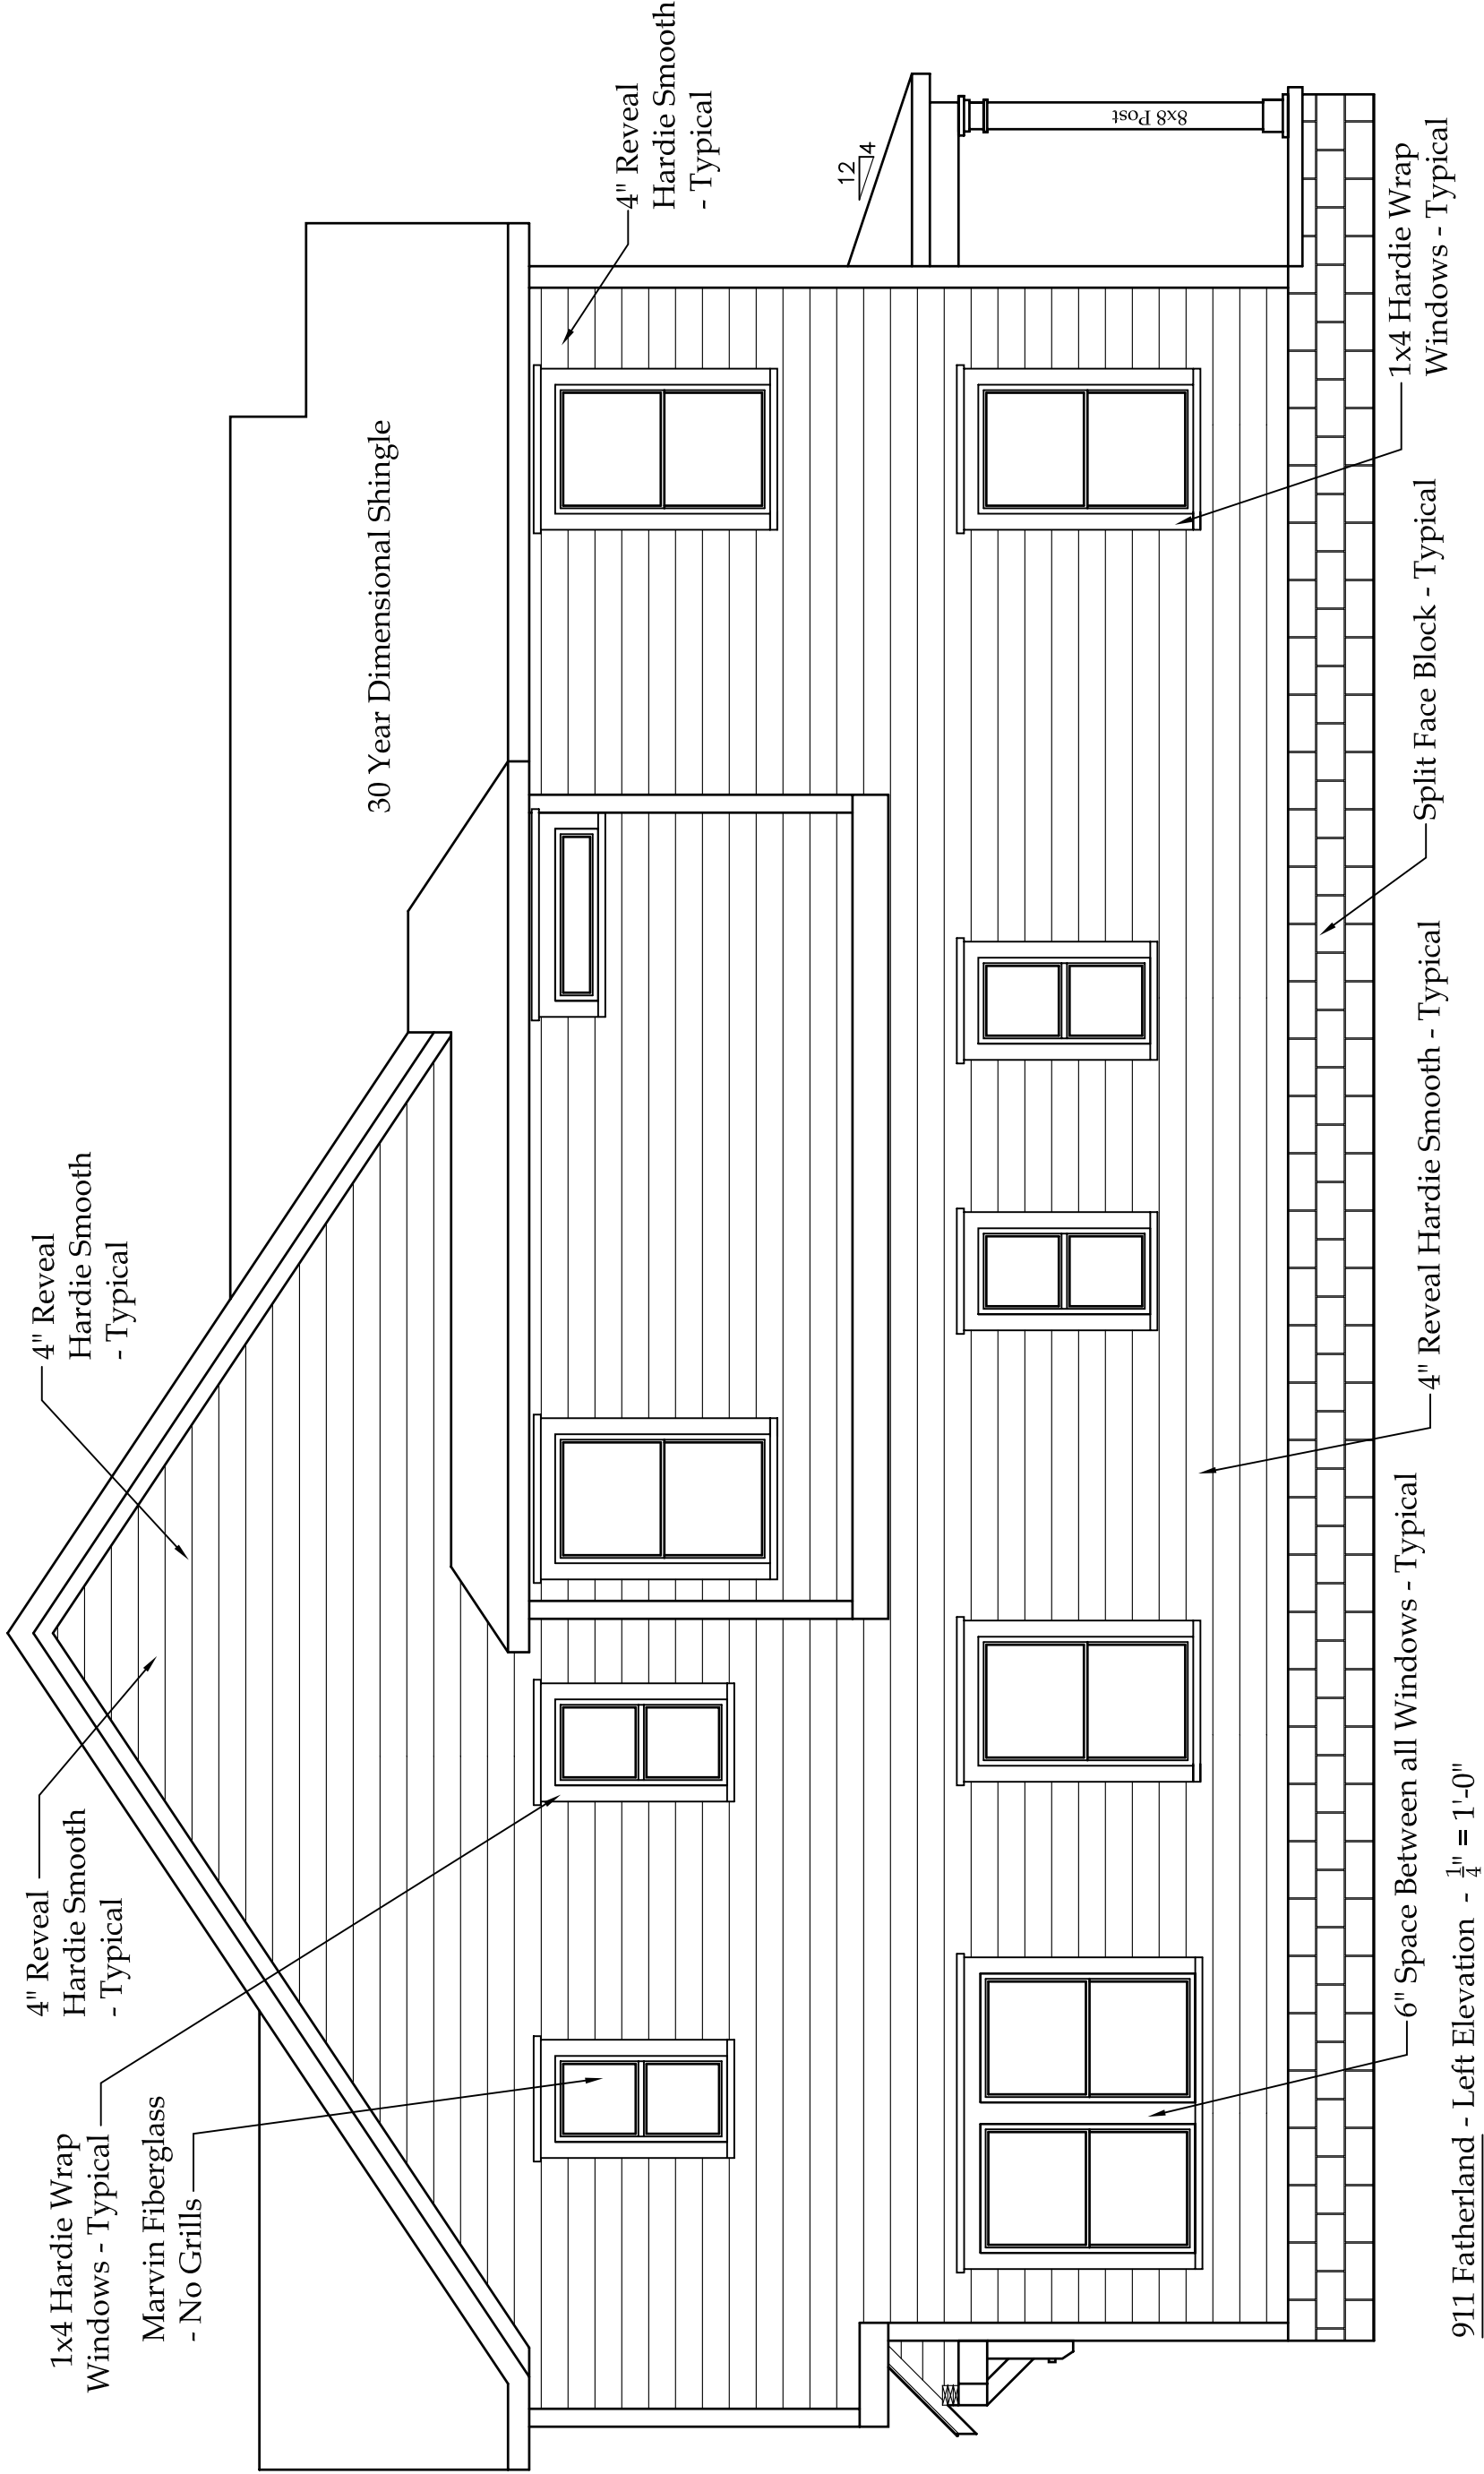 4" Reveal
Hardie Smooth
- Typical
4" Reveal
Hardie Smooth
- Typical
1x4 Hardie Wrap
Windows - Typical
Marvin Fiberglass
- No Grills
30 Year Dimensional Shingle
4" Reveal
Hardie Smooth
- Typical
12
4
8x8 Post
1x4 Hardie Wrap
Windows - Typical
Split Face Block - Typical
4" Reveal Hardie Smooth - Typical
6" Space Between all Windows - Typical
911 Fatherland - Left Elevation - 1/4" = 1'-0"